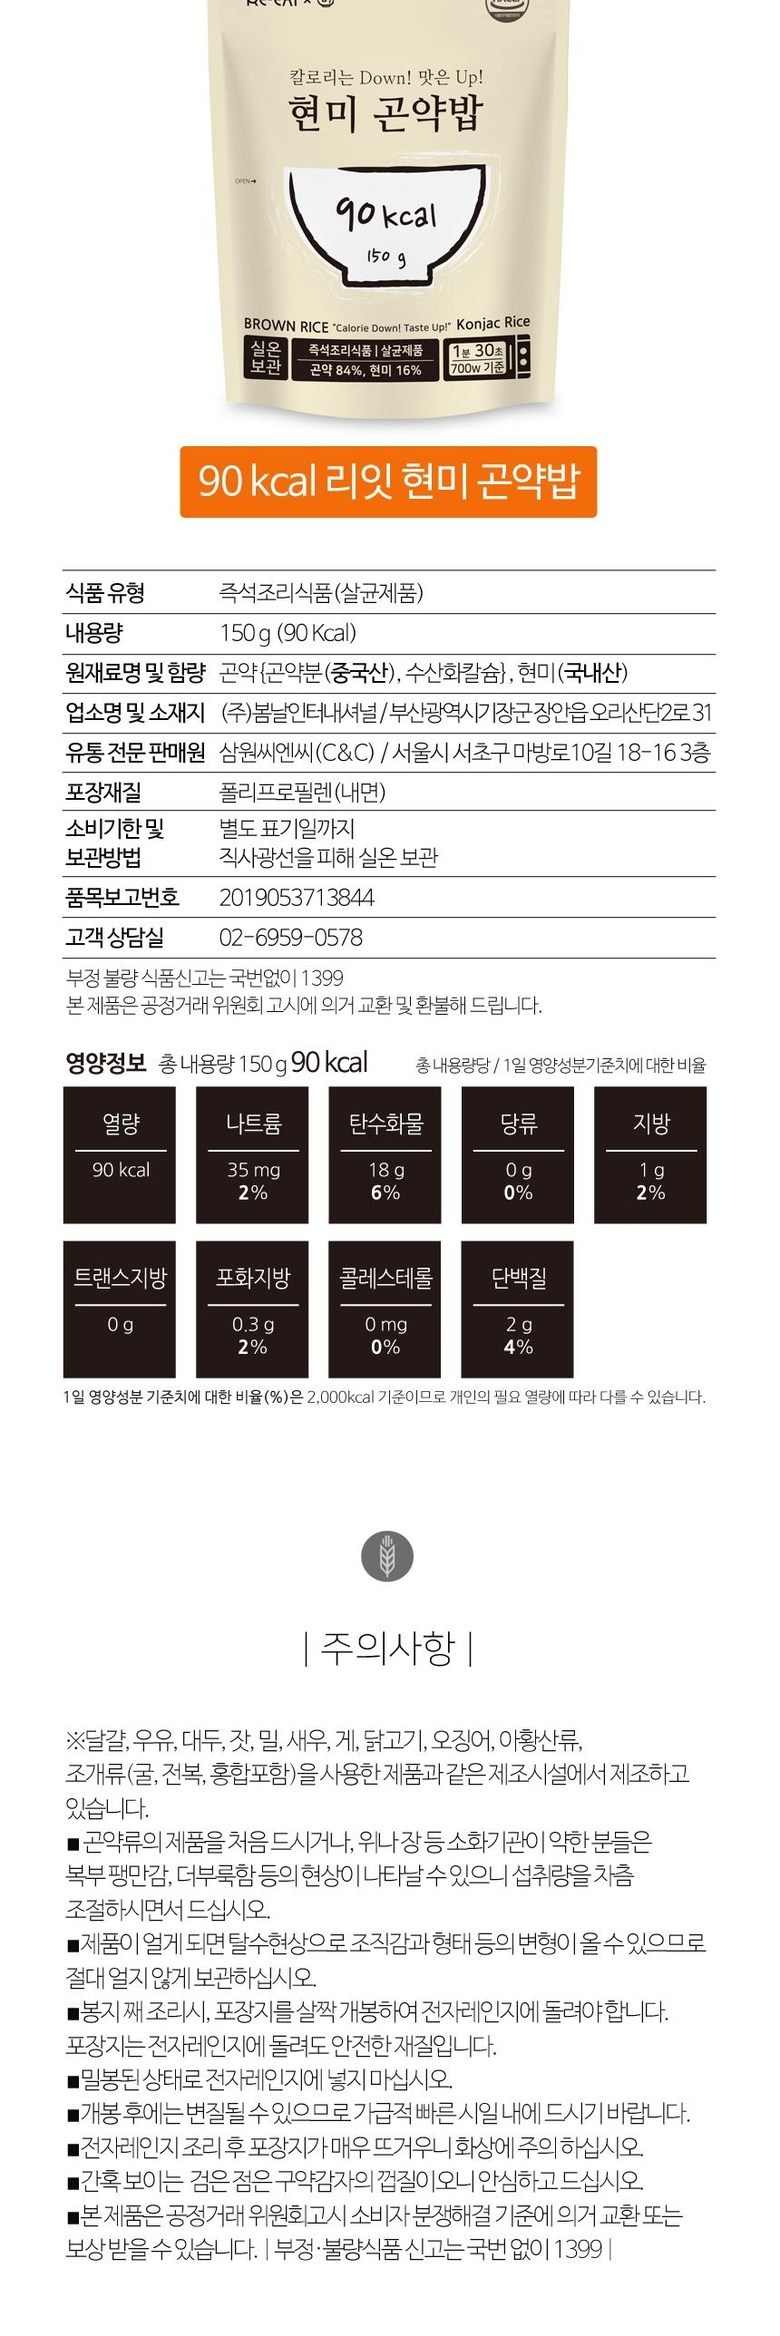 칼로리는 Down! 맛은 Up!
현미 곤약밥
OPEN→
90 kcal
150 g
BROWN RICE "Calorie Down! Taste Up!" Konjac Rice
실온
보관
즉석조리식품 | 살균제품
곤약 84%, 현미 16%
1분 30초
700w 기준
90 kcal 리잇 현미 곤약밥
식품 유형 즉석조리식품(살균제품)
내용량 150 g (90 Kcal)
원재료명 및 함량 곤약 {곤약분(중국산), 수산화칼슘}, 현미(국내산)
업소명 및 소재지 (주)봄날인터내셔널 / 부산광역시기장군 장안읍 오리산단2로 31
유통 전문 판매원 삼원씨엔씨(C&C) / 서울시 서초구 마방로10길 18-16 3층
포장재질 폴리프로필렌(내면)
소비기한 및 별도 표기일까지
보관방법 직사광선을 피해 실온 보관
품목보고번호 2019053713844
고객 상담실 02-6959-0578
부정 불량 식품신고는 국번없이 1399
본 제품은 공정거래 위원회 고시에 의거 교환 및 환불해 드립니다.
영양정보 총 내용량 150 g 90 kcal 총 내용량당 / 1일 영양성분기준치에 대한 비율
열량 나트륨 탄수화물 당류 지방
90 kcal 35 mg 18 g 0 g 1 g
2% 6% 0% 2%
트랜스지방 포화지방 콜레스테롤 단백질
0 g 0.3 g 0 mg 2 g
2% 0% 4%
1일 영양성분 기준치에 대한 비율(%)은 2,000kcal 기준이므로 개인의 필요 열량에 따라 다를 수 있습니다.
| 주의사항 |
※달걀, 우유, 대두, 잣, 밀, 새우, 게, 닭고기, 오징어, 아황산류,
조개류(굴, 전복, 홍합포함)을 사용한 제품과 같은 제조시설에서 제조하고
있습니다.
■ 곤약류의 제품을 처음 드시거나, 위나 장 등 소화기관이 약한 분들은
복부 팽만감, 더부룩함 등의 현상이 나타날 수 있으니 섭취량을 차츰
조절하시면서 드십시오.
■제품이 얼게 되면 탈수현상으로 조직감과 형태 등의 변형이 올 수 있으므로
절대 얼지 않게 보관하십시오.
■봉지 째 조리시, 포장지를 살짝 개봉하여 전자레인지에 돌려야 합니다.
포장지는 전자레인지에 돌려도 안전한 재질입니다.
■밀봉된 상태로 전자레인지에 넣지 마십시오.
■개봉 후에는 변질될 수 있으므로 가급적 빠른 시일 내에 드시기 바랍니다.
■전자레인지 조리 후 포장지가 매우 뜨거우니 화상에 주의 하십시오.
■간혹 보이는 검은 점은 구약감자의 껍질이오니 안심하고 드십시오.
■본 제품은 공정거래 위원회고시 소비자 분쟁해결 기준에 의거 교환 또는
보상 받을 수 있습니다. | 부정·불량식품 신고는 국번 없이 1399 |